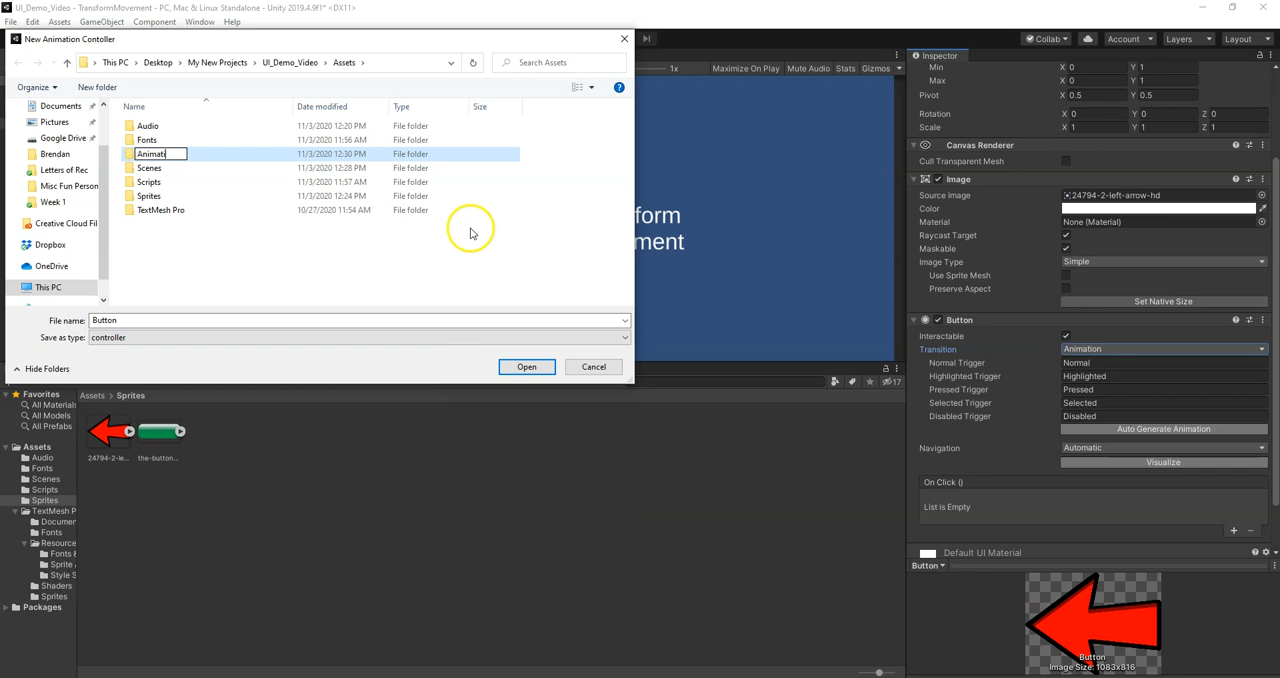 UI_Demo_Video - TransformMovement - PC, Mac & Linux Standalone - Unity 2019.4.9f1* <DX11>
File Edit Assets GameObject Component Window Help
New Animation Contoller
Collab Account Layers Layout
This PC > Desktop > My New Projects > UI_Demo_Video > Assets >
Search Assets
1x Maximize On Play Mute Audio Stats Gizmos
Organize New folder
Name Date modified Type Size
Documents
Pictures
Google Drive
Brendan
Letters of Rec
Misc Fun Person
Week 1
Creative Cloud Fil
Dropbox
OneDrive
This PC
Audio 11/3/2020 12:20 PM File folder
Fonts 11/3/2020 11:56 AM File folder
Animati 11/3/2020 12:30 PM File folder
Scenes 11/3/2020 12:28 PM File folder
Scripts 11/3/2020 11:57 AM File folder
Sprites 11/3/2020 12:24 PM File folder
TextMesh Pro 10/27/2020 11:54 AM File folder
File name: Button
Save as type: controller
Hide Folders
Open Cancel
form
ment
Favorites
All Materials
All Models
All Prefabs
Assets
Audio
Fonts
Scenes
Scripts
Sprites
TextMesh P
Documer
Fonts
Resource
Fonts &
Sprite A
Style S
Shaders
Sprites
Packages
Assets > Sprites
17
24794-2-le...
the-button...
Inspector
Min X 0 Y 1
Max X 0 Y 1
Pivot X 0.5 Y 0.5
Rotation X 0 Y 0 Z 0
Scale X 1 Y 1 Z 1
Canvas Renderer
Cull Transparent Mesh
Image
Source Image 24794-2-left-arrow-hd
Color
Material None (Material)
Raycast Target
Maskable
Image Type Simple
Use Sprite Mesh
Preserve Aspect
Set Native Size
Button
Interactable
Transition Animation
Normal Trigger Normal
Highlighted Trigger Highlighted
Pressed Trigger Pressed
Selected Trigger Selected
Disabled Trigger Disabled
Auto Generate Animation
Navigation Automatic
Visualize
On Click ()
List is Empty
Default UI Material
Button
Button
Image Size: 1083x816